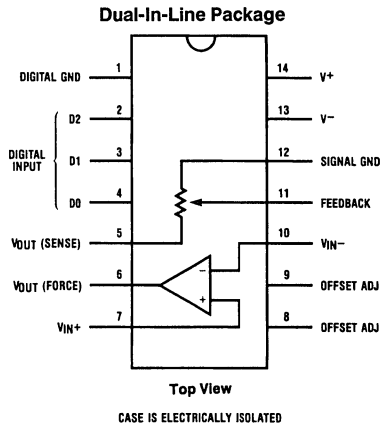 Dual-In-Line Package
DIGITAL GND 1
14 V+
D2 2
13 V−
DIGITAL
INPUT
D1 3
12 SIGNAL GND
D0 4
11 FEEDBACK
VOUT (SENSE) 5
10 VIN−
VOUT (FORCE) 6
9 OFFSET ADJ
VIN+ 7
8 OFFSET ADJ
−
+
Top View
CASE IS ELECTRICALLY ISOLATED